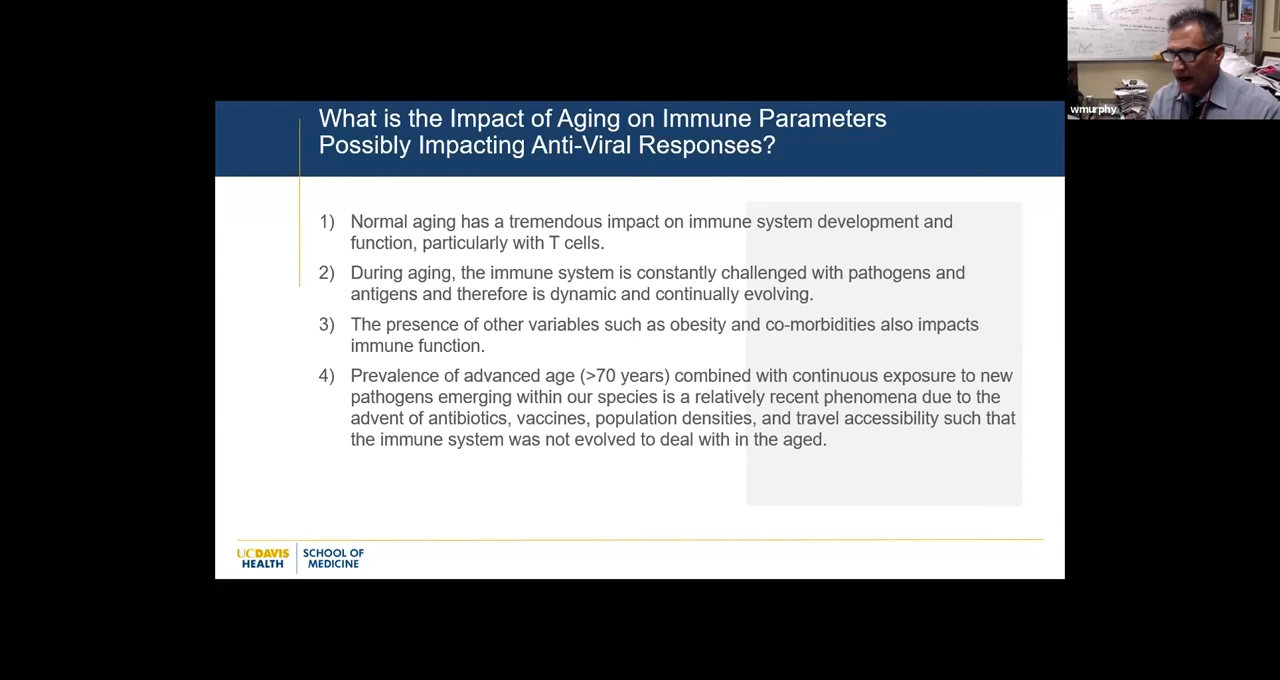 What is the Impact of Aging on Immune Parameters
Possibly Impacting Anti-Viral Responses?
wmurphy
1) Normal aging has a tremendous impact on immune system development and
function, particularly with T cells.
2) During aging, the immune system is constantly challenged with pathogens and
antigens and therefore is dynamic and continually evolving.
3) The presence of other variables such as obesity and co-morbidities also impacts
immune function.
4) Prevalence of advanced age (>70 years) combined with continuous exposure to new
pathogens emerging within our species is a relatively recent phenomena due to the
advent of antibiotics, vaccines, population densities, and travel accessibility such that
the immune system was not evolved to deal with in the aged.
UCDAVIS
HEALTH
SCHOOL OF
MEDICINE